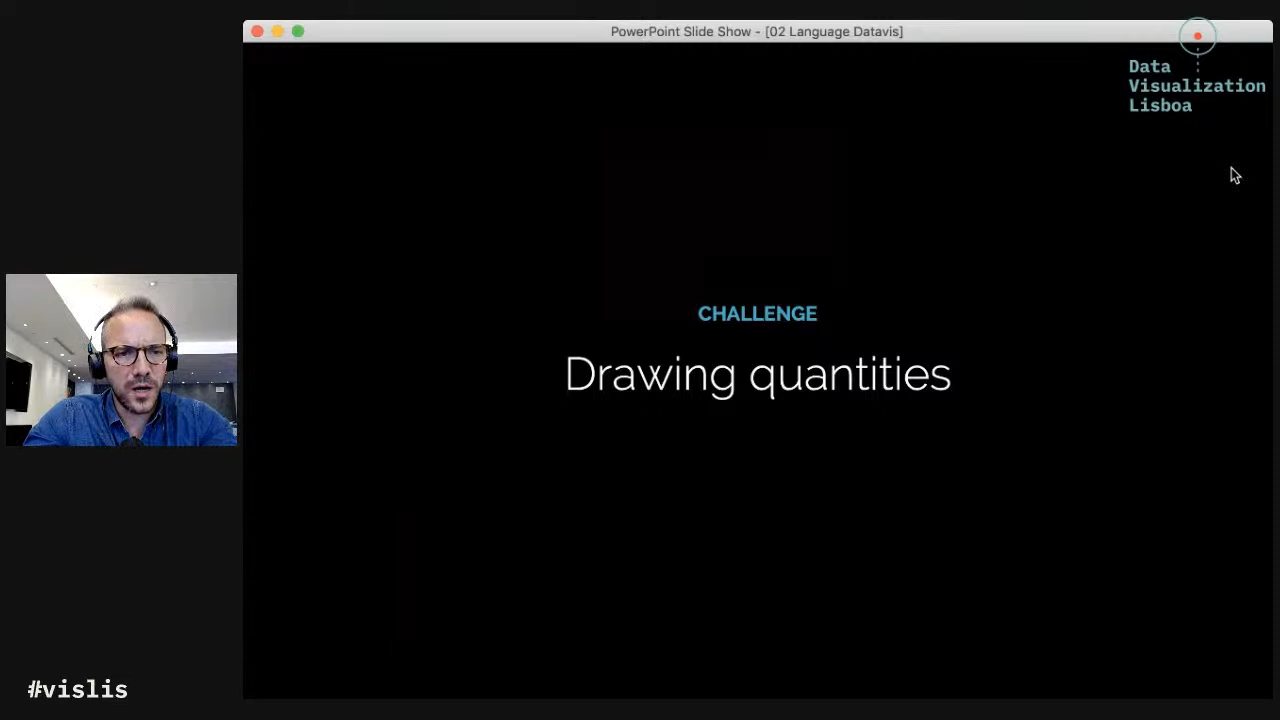 PowerPoint Slide Show - [02 Language Datavis]
Data
Visualization
Lisboa
CHALLENGE
Drawing quantities
#vislis